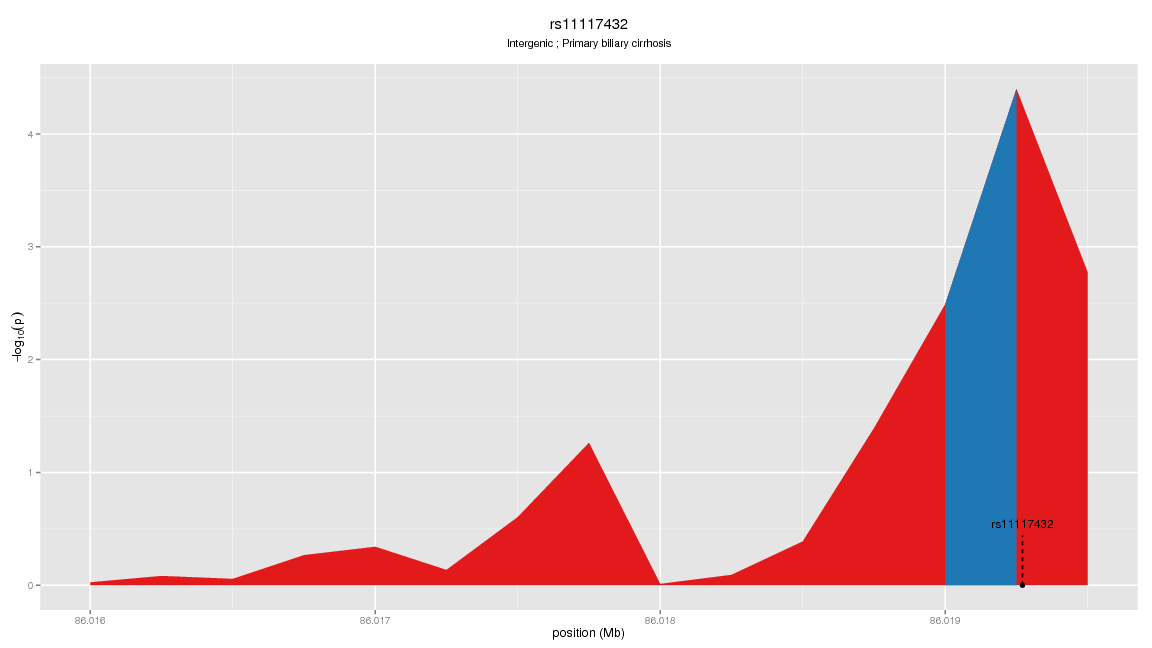 rs11117432
Intergenic ; Primary biliary cirrhosis
−log10(p)
4
3
2
1
0
rs11117432
86.016
86.017
86.018
86.019
position (Mb)